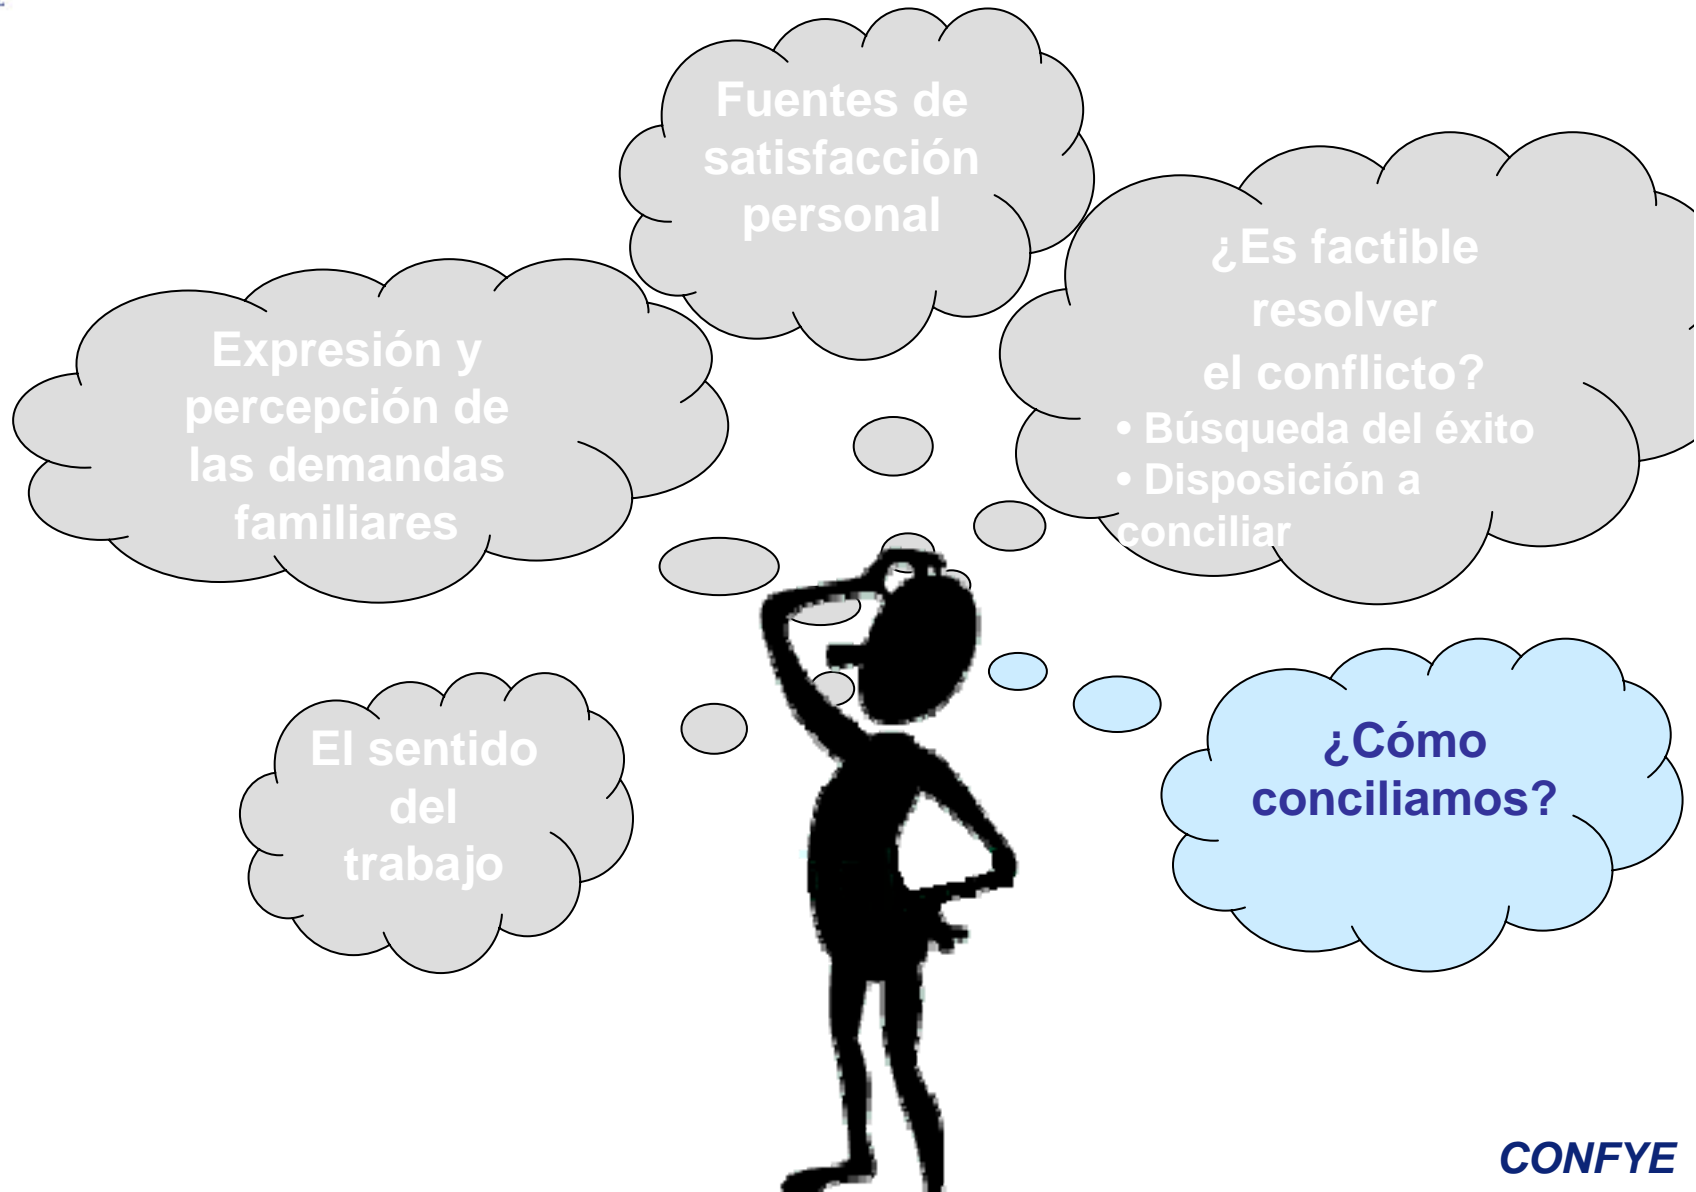 Fuentes de
satisfacción
personal
¿Es factible
resolver
el conflicto?
• Búsqueda del éxito
• Disposición a
conciliar
Expresión y
percepción de
las demandas
familiares
El sentido
del
trabajo
¿Cómo
conciliamos?
CONFYE